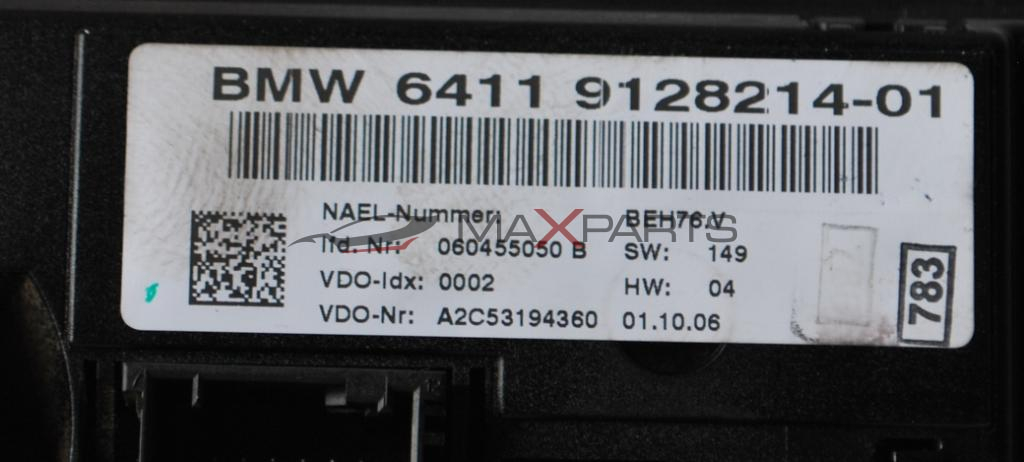 BMW 6411 9128214-01
NAEL-Nummer: BEH76.V
lfd. Nr: 060455050 B SW: 149
VDO-Idx: 0002 HW: 04
VDO-Nr: A2C53194360 01.10.06
783
MAXPARTS